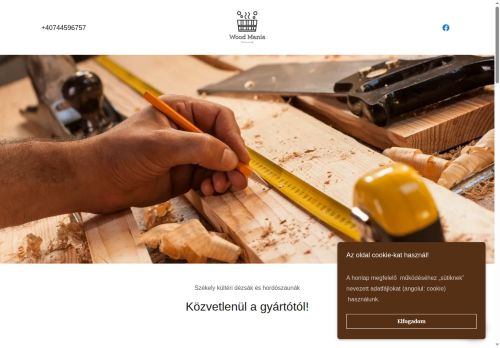 +40744596757
Wood Mania
Székely kültéri dézsák és hordószaunák
Közvetlenül a gyártótól!
Az oldal cookie-kat használ!
A honlap megfelelő működéséhez „sütiknek”
nevezett adatfájlokat (angolul: cookie)
használunk.
Elfogadom